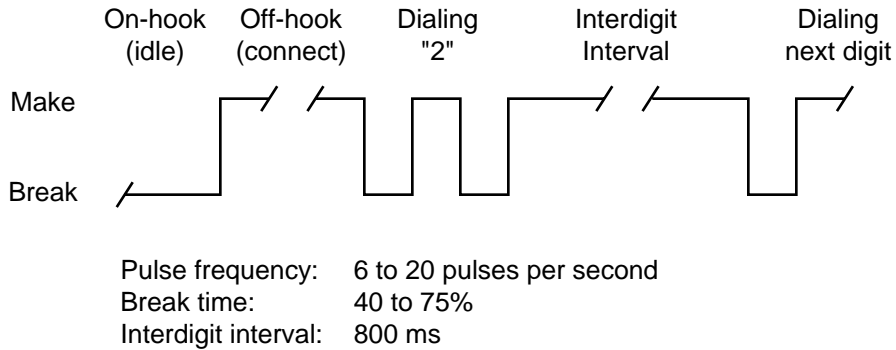 On-hook (idle)
Off-hook (connect)
Dialing "2"
Interdigit Interval
Dialing next digit
Make
Break
Pulse frequency: 6 to 20 pulses per second
Break time: 40 to 75%
Interdigit interval: 800 ms